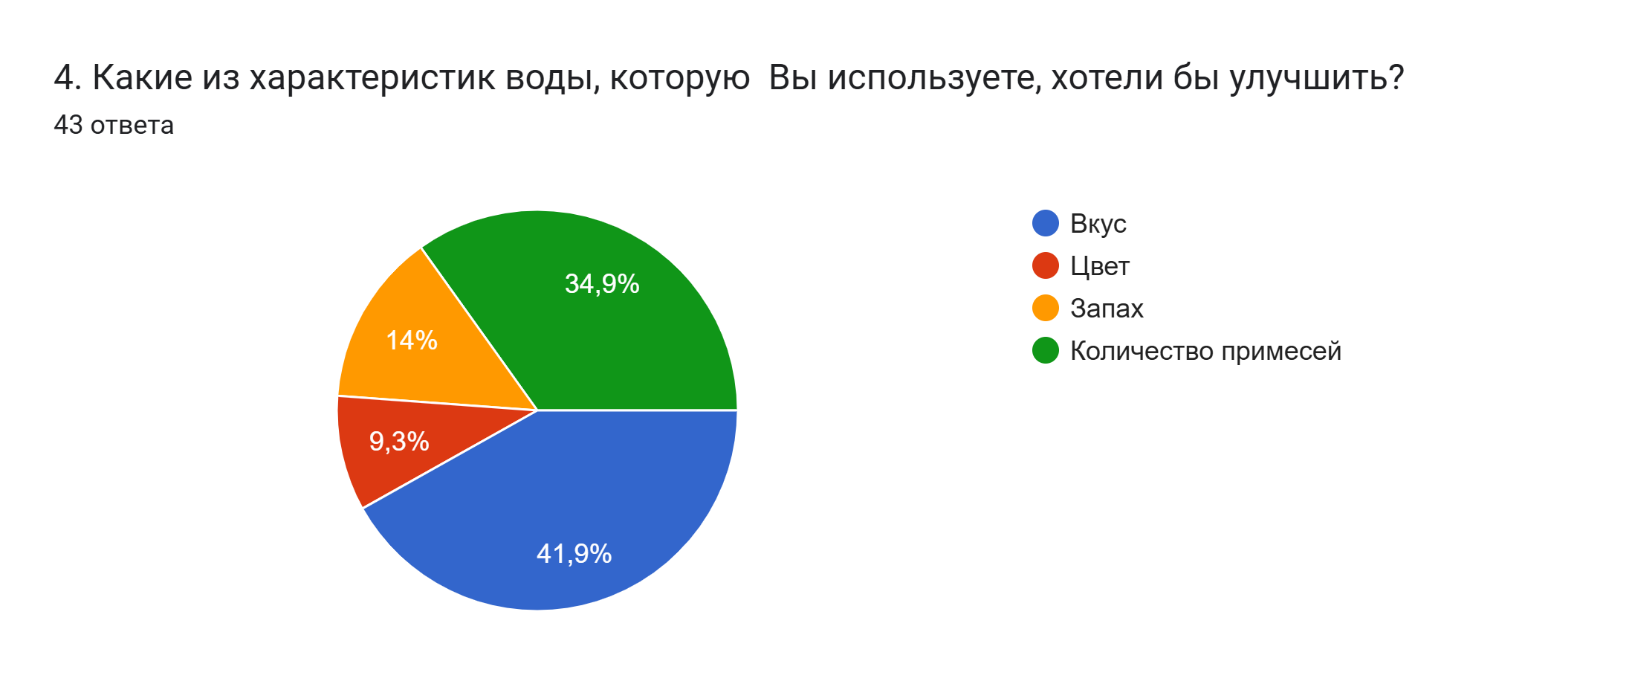 4. Какие из характеристик воды, которую  Вы используете, хотели бы улучшить?
43 ответа
Вкус
Цвет
Запах
Количество примесей
34,9%
14%
9,3%
41,9%